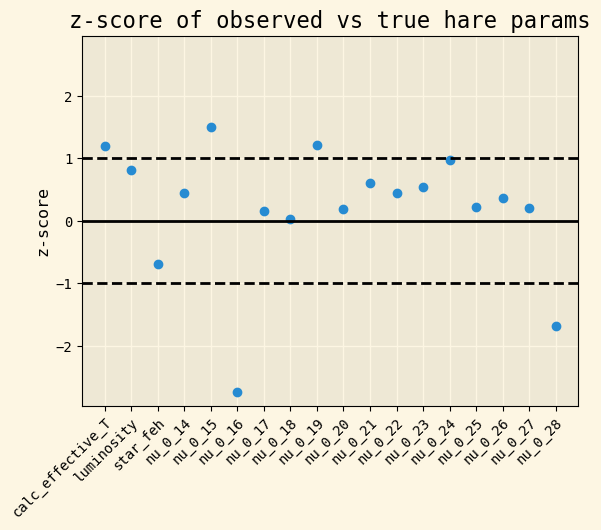 z-score of observed vs true hare params
z-score
2
1
0
−1
−2
calc_effective_T
luminosity
star_feh
nu_0_14
nu_0_15
nu_0_16
nu_0_17
nu_0_18
nu_0_19
nu_0_20
nu_0_21
nu_0_22
nu_0_23
nu_0_24
nu_0_25
nu_0_26
nu_0_27
nu_0_28